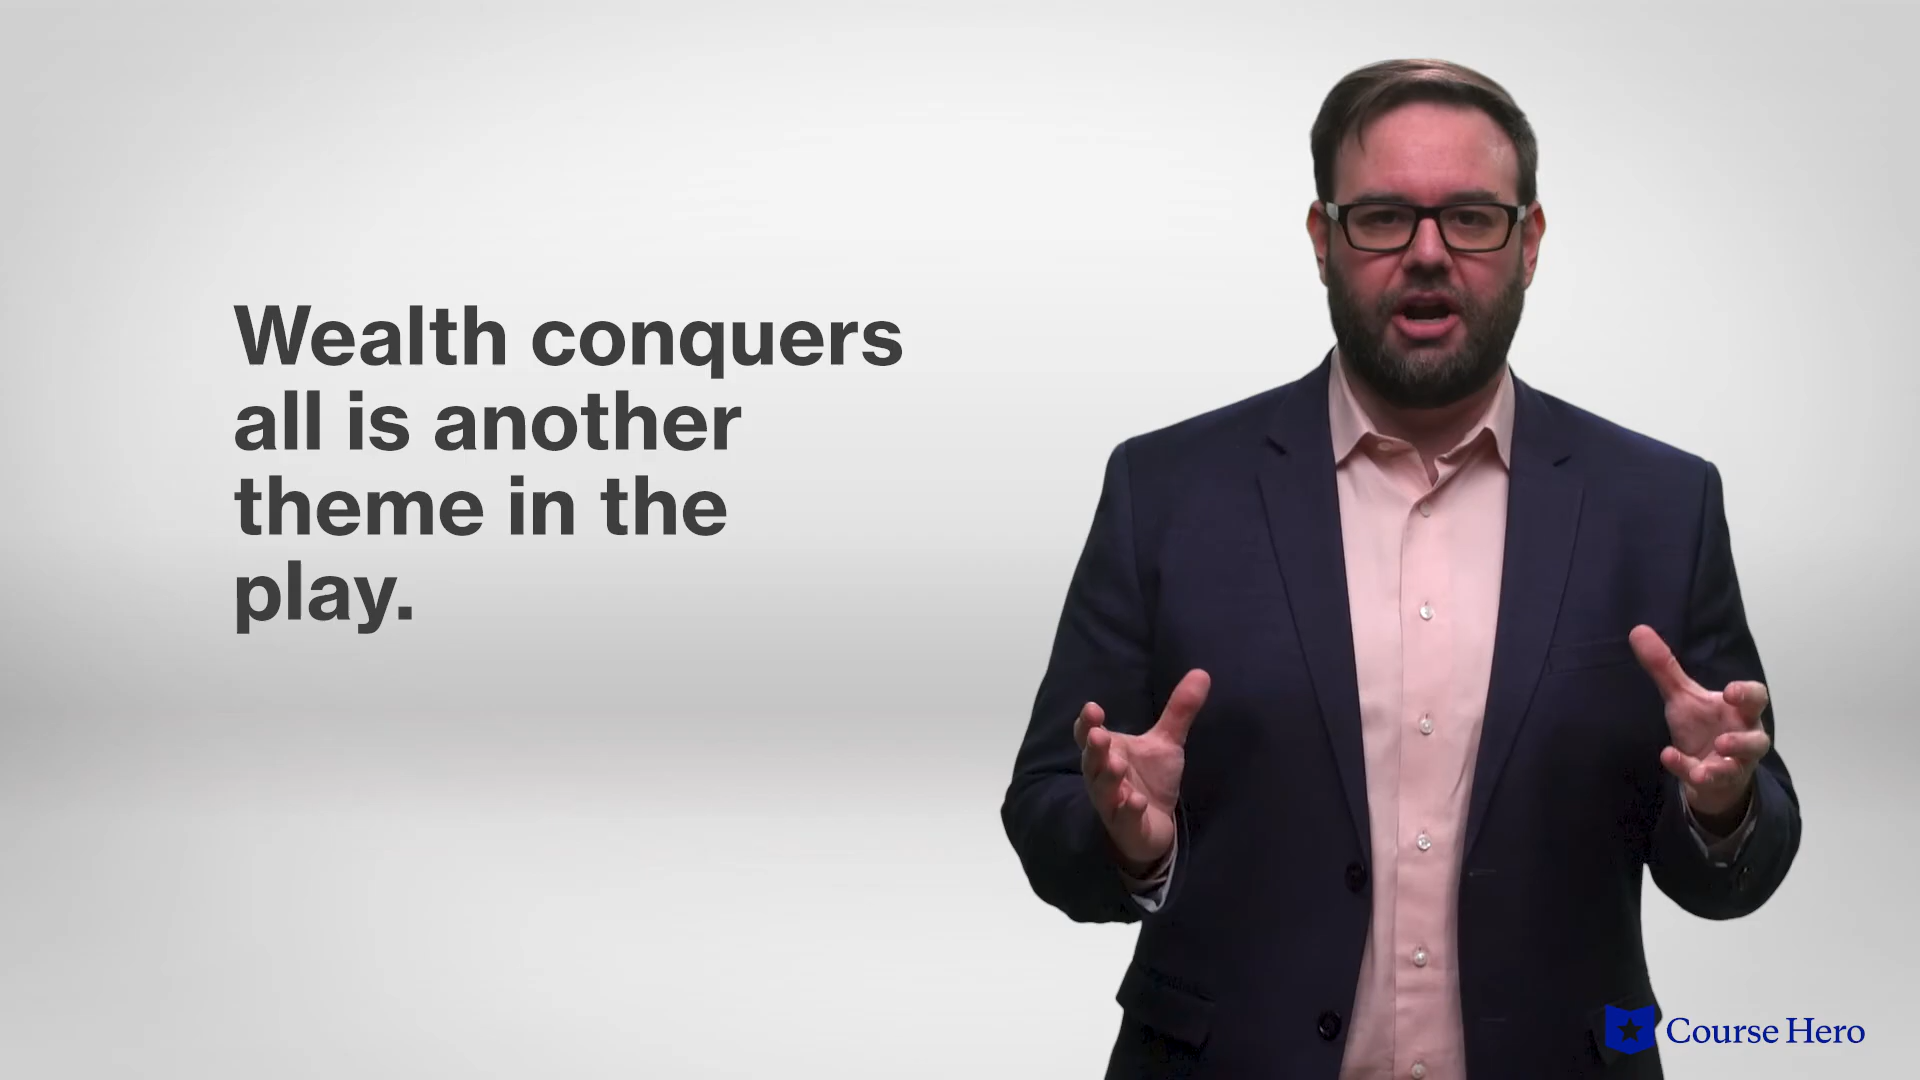 Wealth conquers
all is another
theme in the
play.
Course Hero